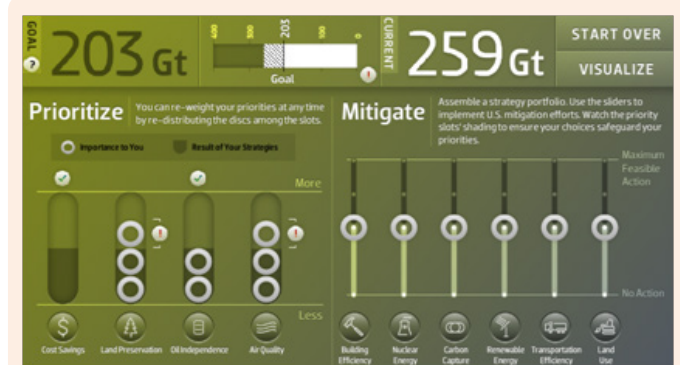 GOAL
?
203 Gt
400
300
203
100
0
Goal
!
CURRENT
259 Gt
START OVER
VISUALIZE
Prioritize
You can re-weight your priorities at any time
by re-distributing the discs among the slots.
Importance to You
Result of Your Strategies
More
!
!
Less
$
Cost Savings
Land Preservation
Oil Independence
Air Quality
Mitigate
Assemble a strategy portfolio. Use the sliders to
implement U.S. mitigation efforts. Watch the priority
slots' shading to ensure your choices safeguard your
priorities.
Maximum
Feasible
Action
No Action
Building
Efficiency
Nuclear
Energy
Carbon
Capture
Renewable
Energy
Transportation
Efficiency
Land
Use